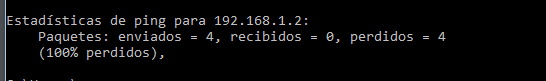 Estadísticas de ping para 192.168.1.2:
Paquetes: enviados = 4, recibidos = 0, perdidos = 4
(100% perdidos),